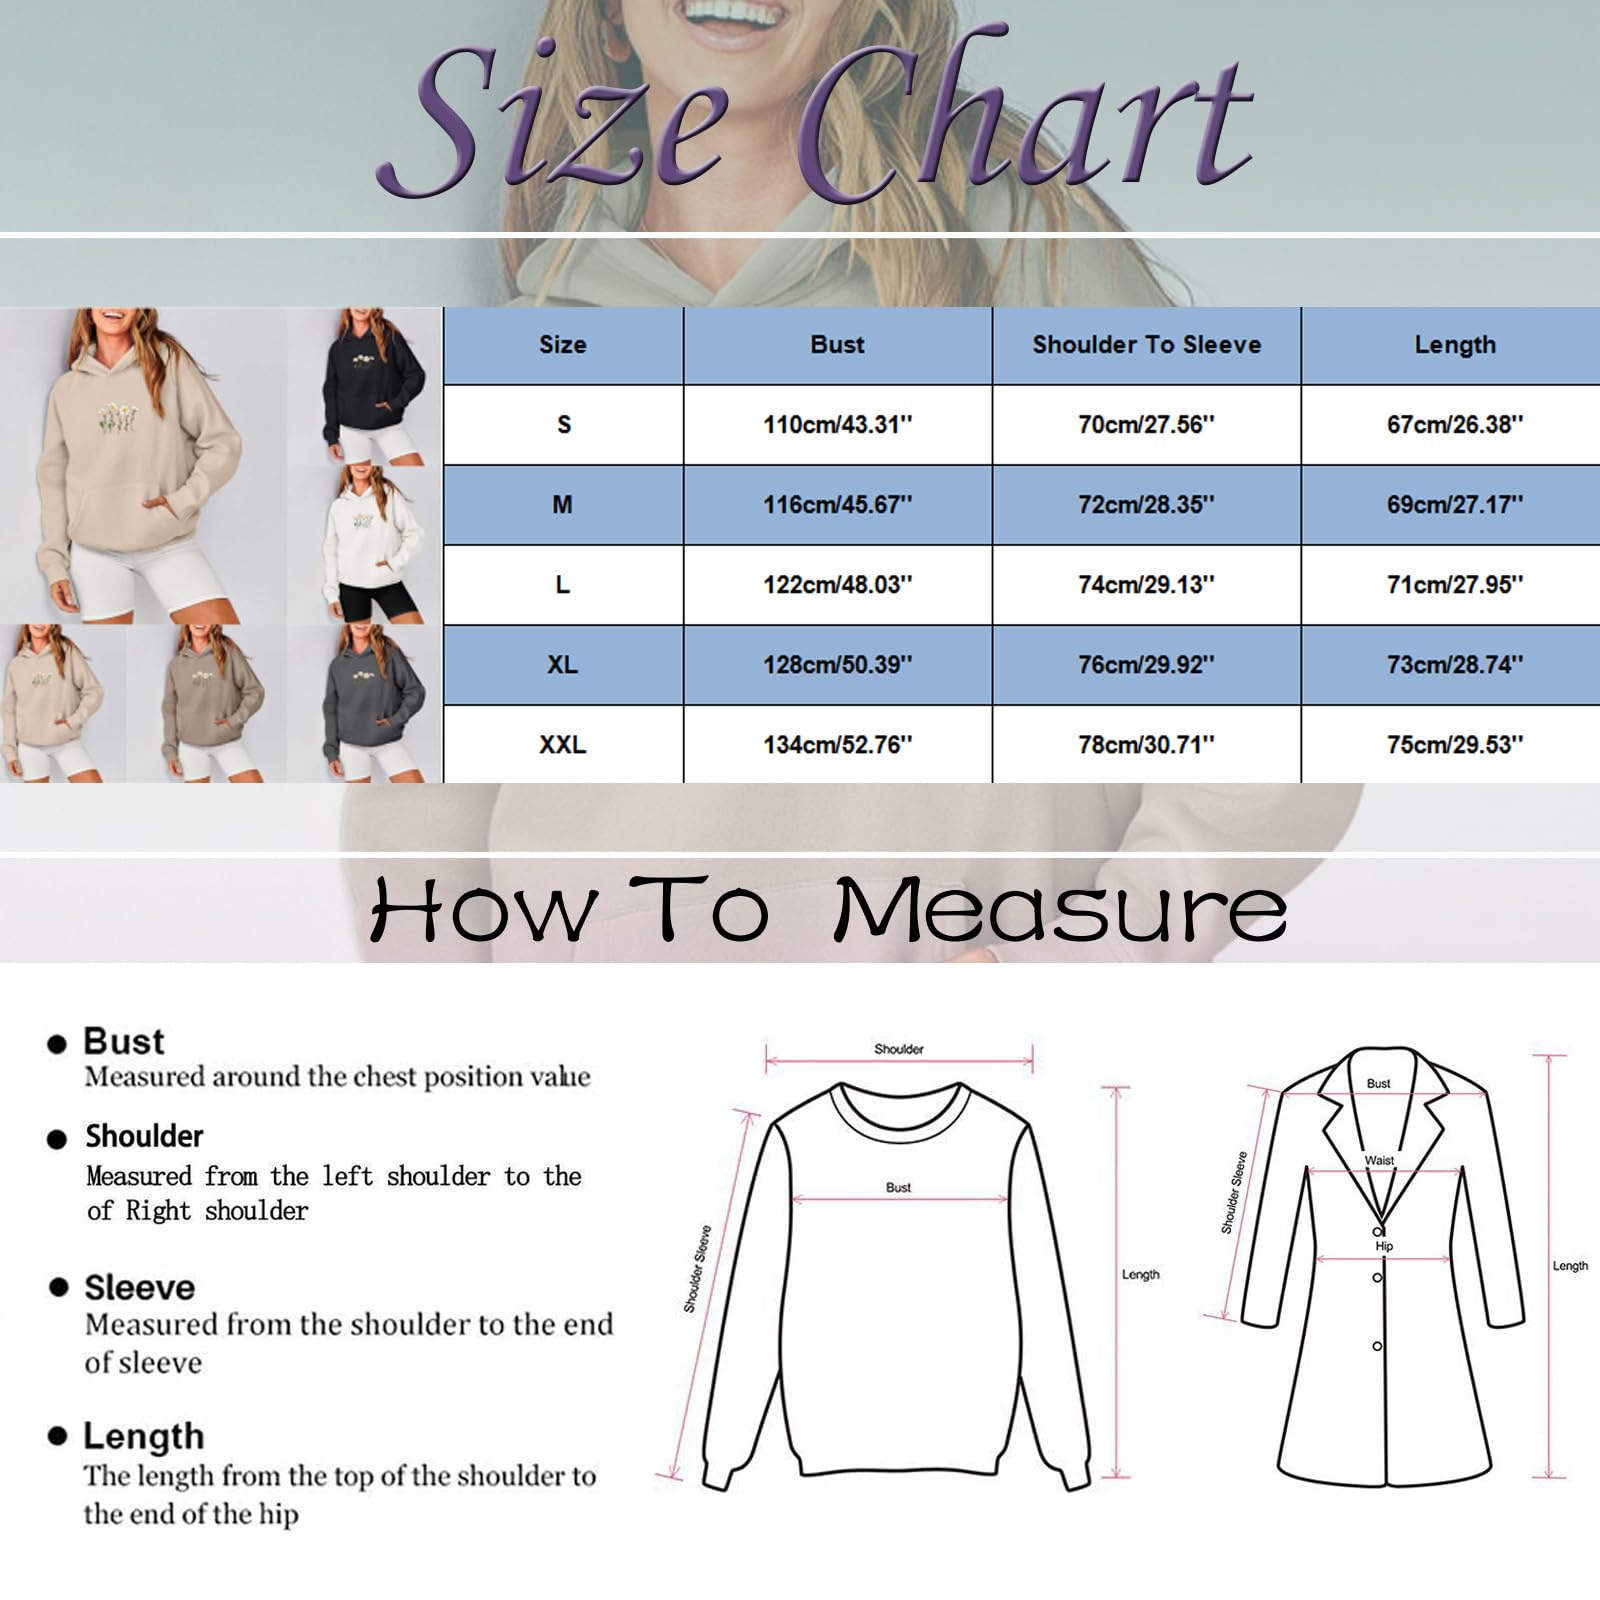 Size Chart
Size Bust Shoulder To Sleeve Length
S 110cm/43.31'' 70cm/27.56'' 67cm/26.38''
M 116cm/45.67'' 72cm/28.35'' 69cm/27.17''
L 122cm/48.03'' 74cm/29.13'' 71cm/27.95''
XL 128cm/50.39'' 76cm/29.92'' 73cm/28.74''
XXL 134cm/52.76'' 78cm/30.71'' 75cm/29.53''
How To Measure
● Bust
Measured around the chest position value
● Shoulder
Measured from the left shoulder to the
of Right shoulder
● Sleeve
Measured from the shoulder to the end
of sleeve
● Length
The length from the top of the shoulder to
the end of the hip
Shoulder
Bust
Shoulder Sleeve
Length
Bust
Waist
Shoulder Sleeve
Hip
Length